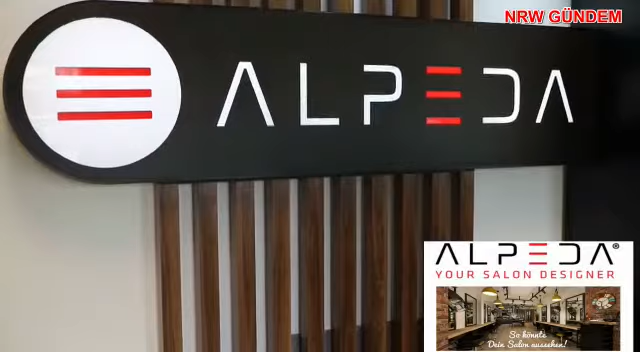 NRW GÜNDEM
ALPEDA
ALPEDA®
YOUR SALON DESIGNER
So könnte
Dein Salon aussehen!